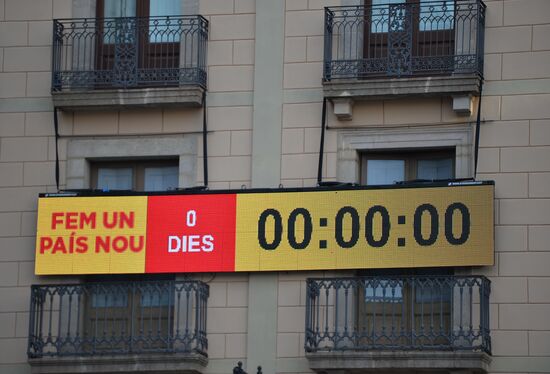 FEM UN
PAÍS NOU
0
DIES
00:00:00